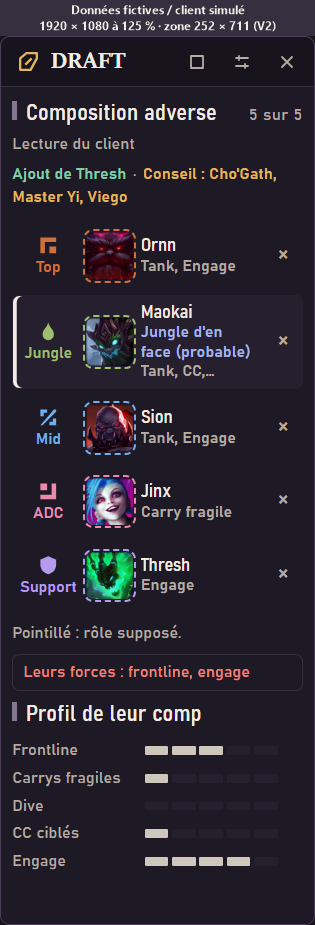 Données fictives / client simulé
1920 × 1080 à 125 % · zone 252 × 711 (V2)
DRAFT
Composition adverse 5 sur 5
Lecture du client
Ajout de Thresh · Conseil : Cho'Gath,
Master Yi, Viego
Ornn
Top
Tank, Engage
×
Maokai
Jungle
Jungle d'en
face (probable)
Tank, CC,…
×
Sion
Mid
Tank, Engage
×
Jinx
ADC
Carry fragile
×
Thresh
Support
Engage
×
Pointillé : rôle supposé.
Leurs forces : frontline, engage
Profil de leur comp
Frontline
Carrys fragiles
Dive
CC ciblés
Engage